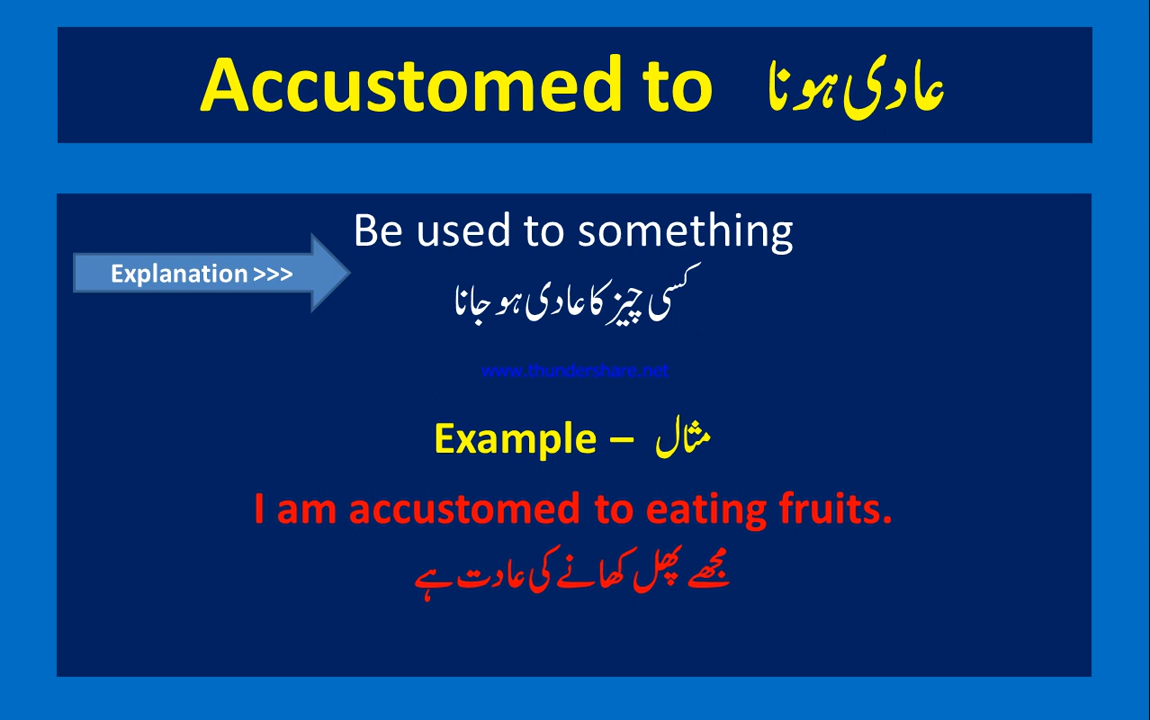 Accustomed to عادی ہونا
Be used to something
Explanation >>>
کسی چیز کا عادی ہو جانا
www.thundershare.net
Example – مثال
I am accustomed to eating fruits.
مجھے پھل کھانے کی عادت ہے